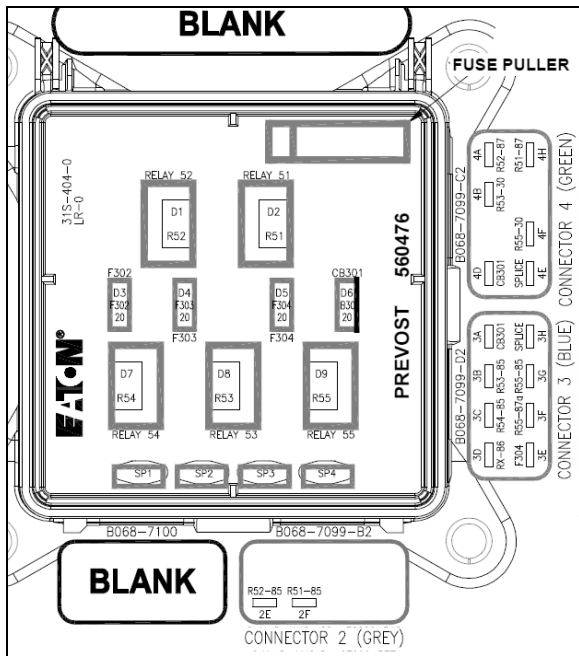 BLANK
FUSE PULLER
31S-404-0
LR-0
RELAY 52
RELAY 51
D1
R52
D2
R51
PREVOST 560476
F302
CB301
D3
F302
20
D4
F303
20
D5
F304
20
D6
B30
20
F303
F304
EATON®
D7
R54
D8
R53
D9
R55
RELAY 54
RELAY 53
RELAY 55
SP1
SP2
SP3
SP4
B068-7099-C2
4A
R52-87
R51-87
4H
4B
R53-30
R55-30
4F
4D
CB301
SPLICE
4E
CONNECTOR 4 (GREEN)
B068-7099-D2
3A
CB301
SPLICE
3H
3B
R53-85
R55-85
3G
3C
R54-85
R55-87a
3F
3D
RX-86
F304
3E
CONNECTOR 3 (BLUE)
B068-7100
B068-7099-B2
BLANK
R52-85 R51-85
2E 2F
CONNECTOR 2 (GREY)